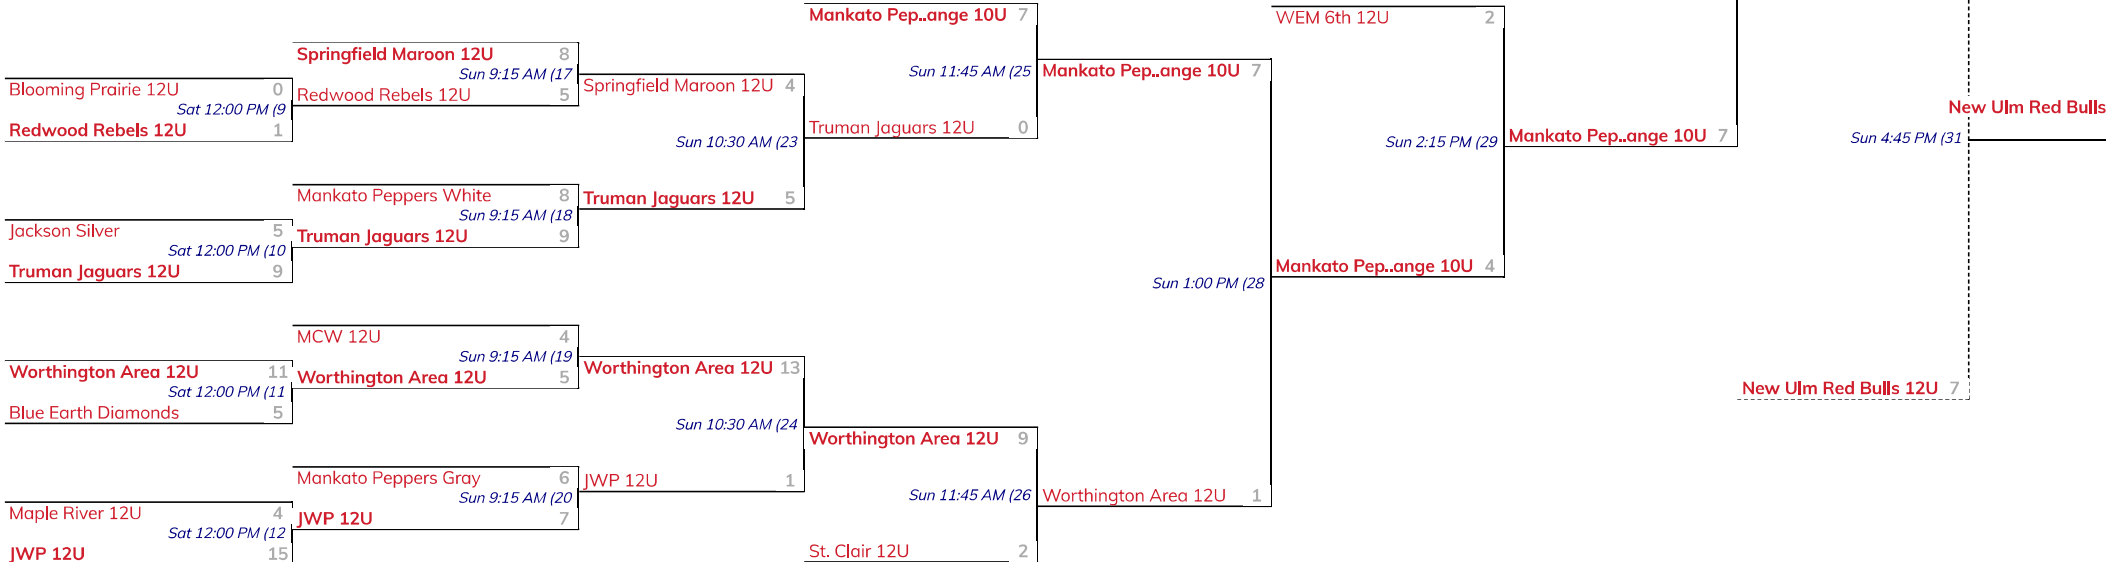 Blooming Prairie 12U 0
Sat 12:00 PM (9
Redwood Rebels 12U 1
Jackson Silver 5
Sat 12:00 PM (10
Truman Jaguars 12U 9
Worthington Area 12U 11
Sat 12:00 PM (11
Blue Earth Diamonds 5
Maple River 12U 4
Sat 12:00 PM (12
JWP 12U 15
Springfield Maroon 12U 8
Sun 9:15 AM (17
Redwood Rebels 12U 5
Mankato Peppers White 8
Sun 9:15 AM (18
Truman Jaguars 12U 9
MCW 12U 4
Sun 9:15 AM (19
Worthington Area 12U 5
Mankato Peppers Gray 6
Sun 9:15 AM (20
JWP 12U 7
Springfield Maroon 12U 4
Sun 10:30 AM (23
Truman Jaguars 12U 5
Worthington Area 12U 13
Sun 10:30 AM (24
JWP 12U 1
Mankato Pep..ange 10U 7
Sun 11:45 AM (25
Truman Jaguars 12U 0
Worthington Area 12U 9
Sun 11:45 AM (26
St. Clair 12U 2
Mankato Pep..ange 10U 7
Sun 1:00 PM (28
Worthington Area 12U 1
WEM 6th 12U 2
Sun 2:15 PM (29
Mankato Pep..ange 10U 4
Mankato Pep..ange 10U 7
New Ulm Red Bulls 12U 7
Sun 4:45 PM (31
New Ulm Red Bulls